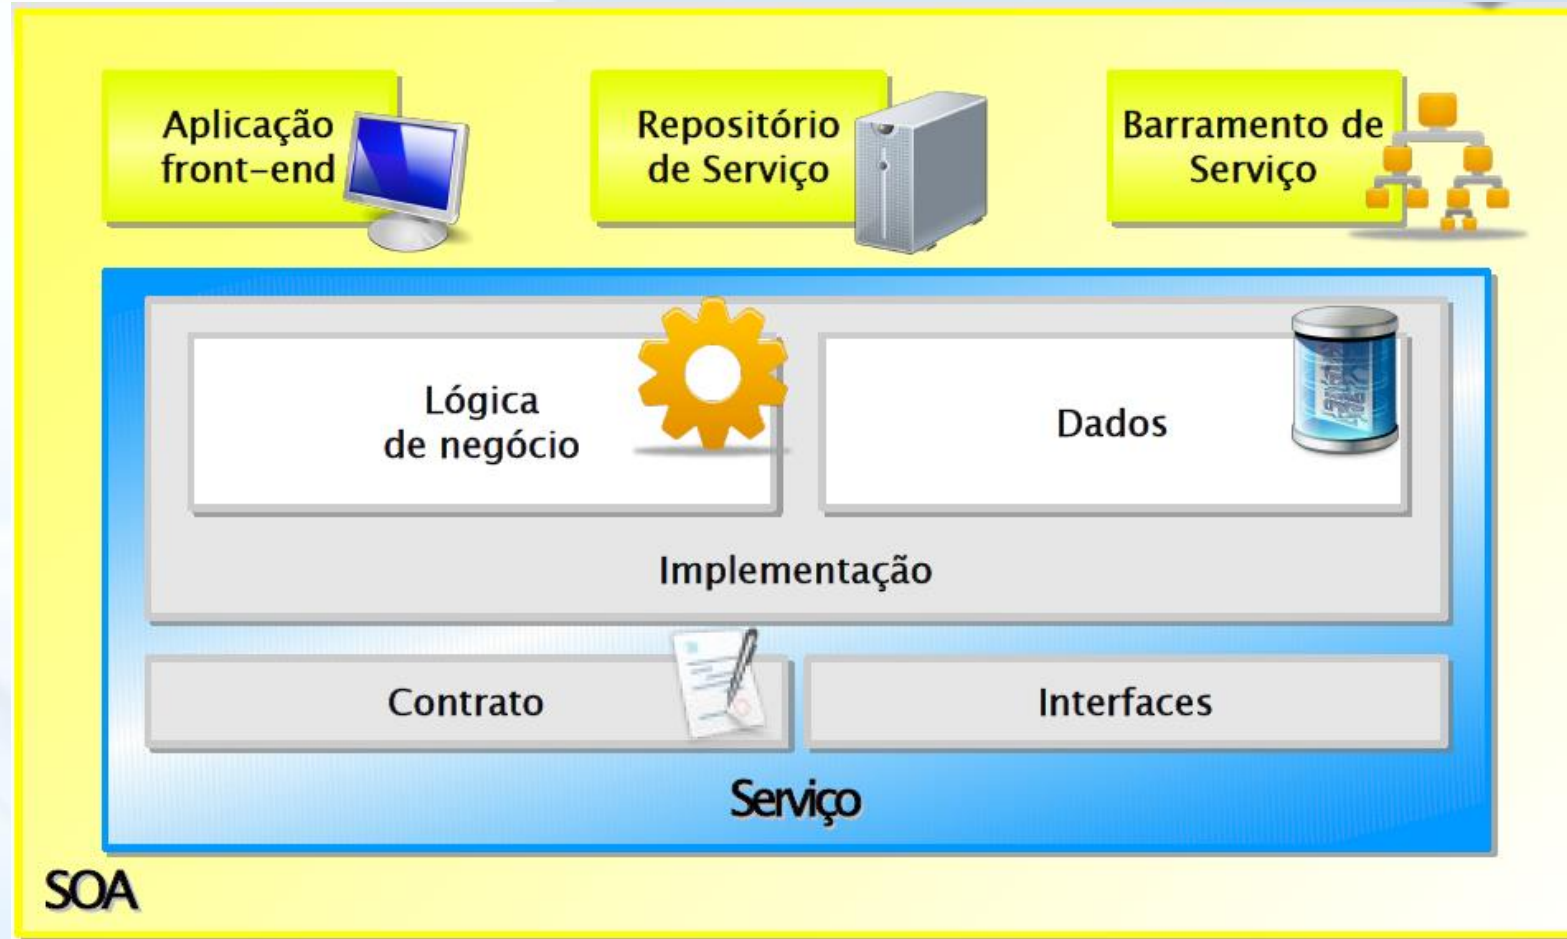 Aplicação
front-end
Repositório
de Serviço
Barramento de
Serviço
Lógica
de negócio
Dados
Implementação
Contrato
Interfaces
Serviço
SOA